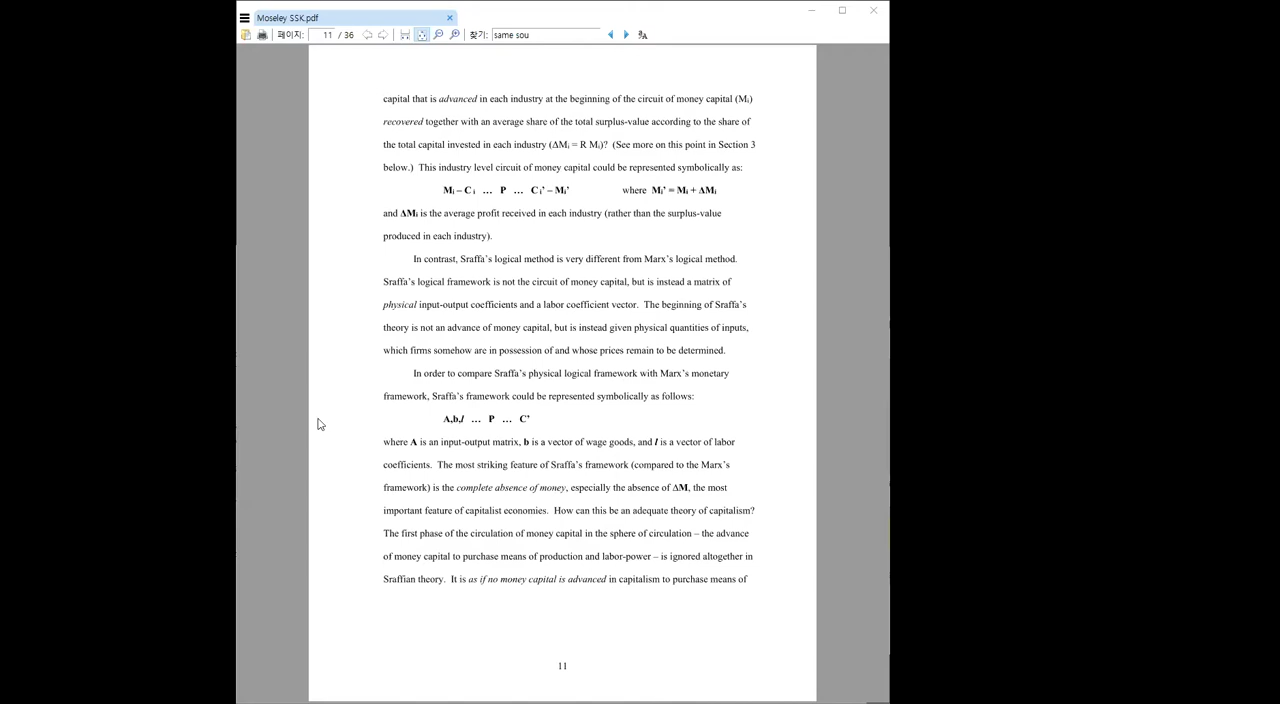 Moseley SSK.pdf
페이지: 11 / 36 찾기: same sou
capital that is advanced in each industry at the beginning of the circuit of money capital (Mᵢ)
recovered together with an average share of the total surplus-value according to the share of
the total capital invested in each industry (ΔMᵢ = R Mᵢ)? (See more on this point in Section 3
below.) This industry level circuit of money capital could be represented symbolically as:
Mᵢ – C ᵢ … P … C ᵢ’ – Mᵢ’ where Mᵢ’ = Mᵢ + ΔMᵢ
and ΔMᵢ is the average profit received in each industry (rather than the surplus-value
produced in each industry).
In contrast, Sraffa’s logical method is very different from Marx’s logical method.
Sraffa’s logical framework is not the circuit of money capital, but is instead a matrix of
physical input-output coefficients and a labor coefficient vector. The beginning of Sraffa’s
theory is not an advance of money capital, but is instead given physical quantities of inputs,
which firms somehow are in possession of and whose prices remain to be determined.
In order to compare Sraffa’s physical logical framework with Marx’s monetary
framework, Sraffa’s framework could be represented symbolically as follows:
A,b,l … P … C’
where A is an input-output matrix, b is a vector of wage goods, and l is a vector of labor
coefficients. The most striking feature of Sraffa’s framework (compared to the Marx’s
framework) is the complete absence of money, especially the absence of ΔM, the most
important feature of capitalist economies. How can this be an adequate theory of capitalism?
The first phase of the circulation of money capital in the sphere of circulation – the advance
of money capital to purchase means of production and labor-power – is ignored altogether in
Sraffian theory. It is as if no money capital is advanced in capitalism to purchase means of
11